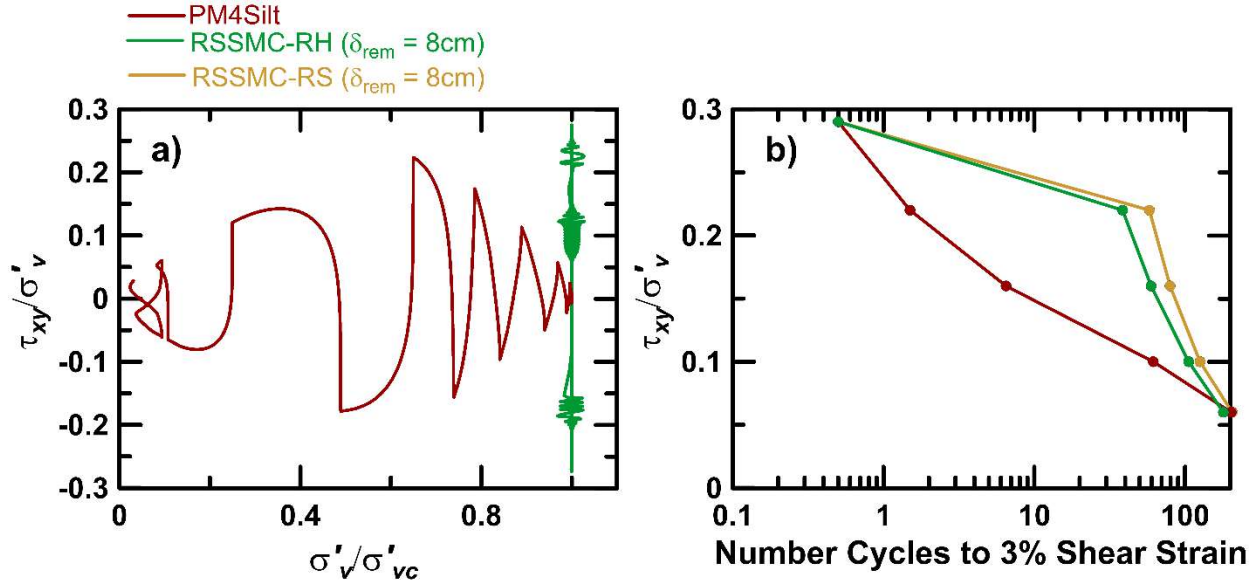 PM4Silt
RSSMC-RH (δrem = 8cm)
RSSMC-RS (δrem = 8cm)
a)
0.3
0.2
0.1
0
-0.1
-0.2
-0.3
τxy/σ'v
0 0.4 0.8
σ'v/σ'vc
b)
0.3
0.2
0.1
0
τxy/σ'v
0.1 1 10 100
Number Cycles to 3% Shear Strain